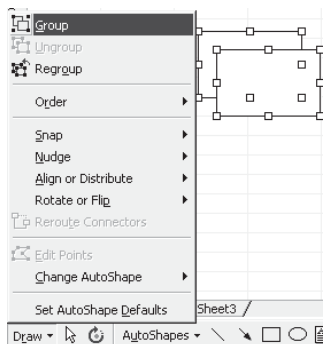 Group
Ungroup
Regroup
Order
Snap
Nudge
Align or Distribute
Rotate or Flip
Reroute Connectors
Edit Points
Change AutoShape
Set AutoShape Defaults
Sheet3
Draw
AutoShapes